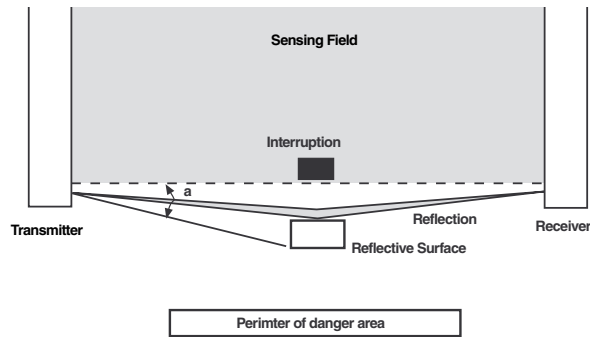 Sensing Field
Interruption
a
Reflection
Transmitter
Receiver
Reflective Surface
Perimter of danger area